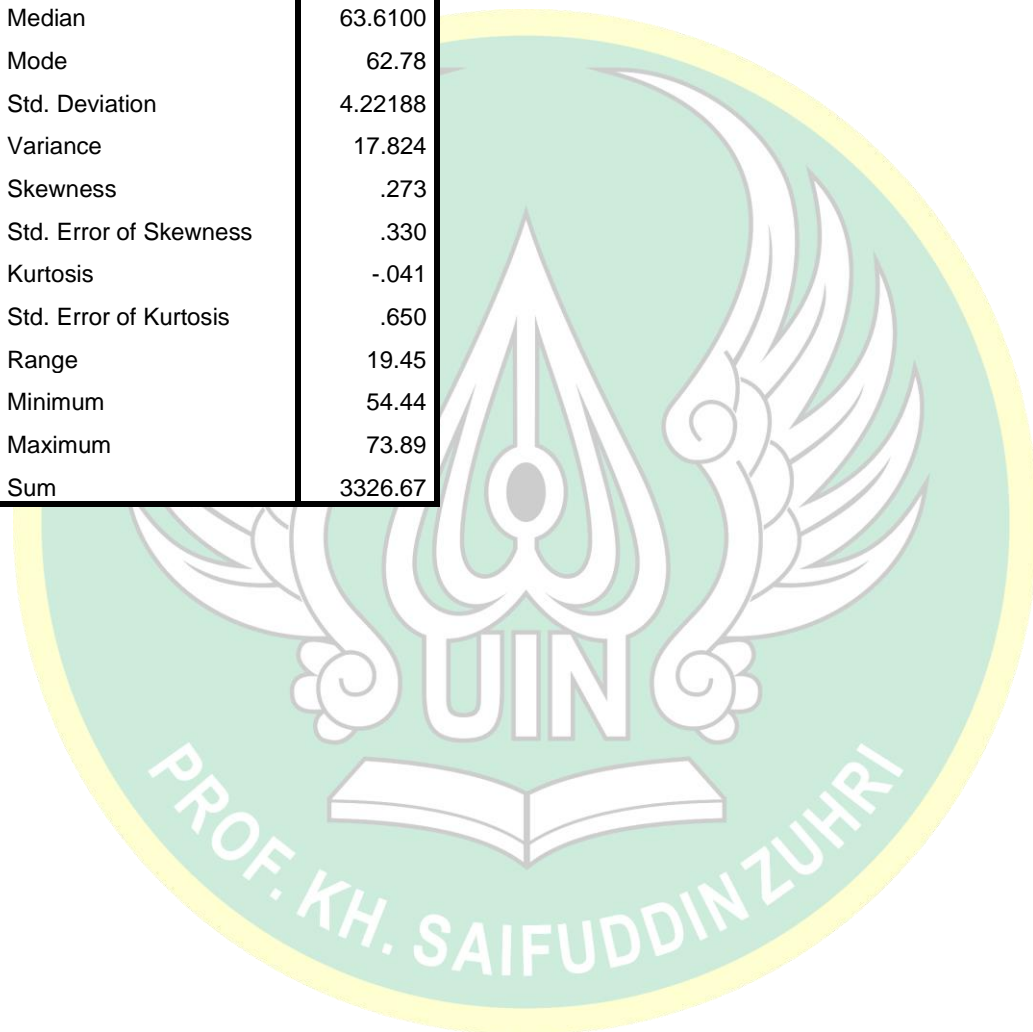 Median 63.6100
Mode 62.78
Std. Deviation 4.22188
Variance 17.824
Skewness .273
Std. Error of Skewness .330
Kurtosis -.041
Std. Error of Kurtosis .650
Range 19.45
Minimum 54.44
Maximum 73.89
Sum 3326.67
UIN
PROF. KH. SAIFUDDIN ZUHRI